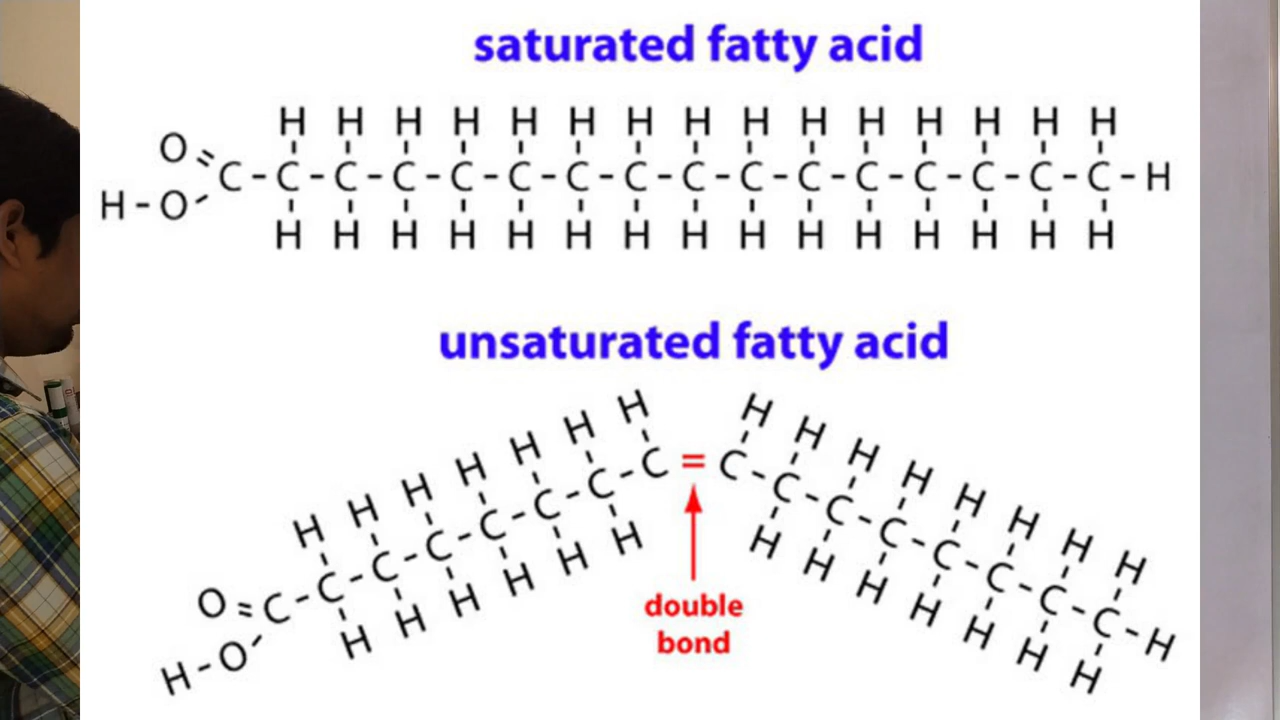 saturated fatty acid
H H H H H H H H H H H H H H H
O=C-C-C-C-C-C-C-C-C-C-C-C-C-C-C-C-H
H-O
H H H H H H H H H H H H H H H
unsaturated fatty acid
H H H H H H H H H H H H H H H
O=C-C-C-C-C-C-C-C=C-C-C-C-C-C-C-C-H
H-O
H H H H H H H H H H H H H
double
bond